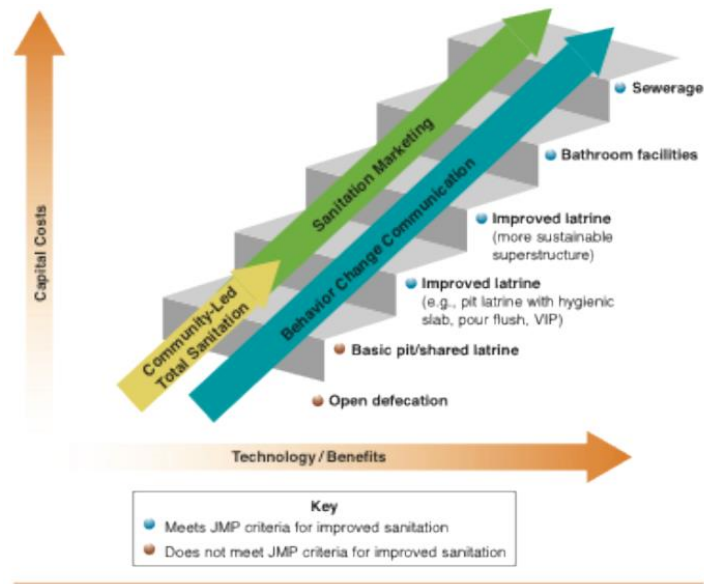 Capital Costs
Sanitation Marketing
Behavior Change Communication
Community-Led
Total Sanitation
Sewerage
Bathroom facilities
Improved latrine
(more sustainable
superstructure)
Improved latrine
(e.g., pit latrine with hygienic
slab, pour flush, VIP)
Basic pit/shared latrine
Open defecation
Technology/Benefits
Key
Meets JMP criteria for improved sanitation
Does not meet JMP criteria for improved sanitation